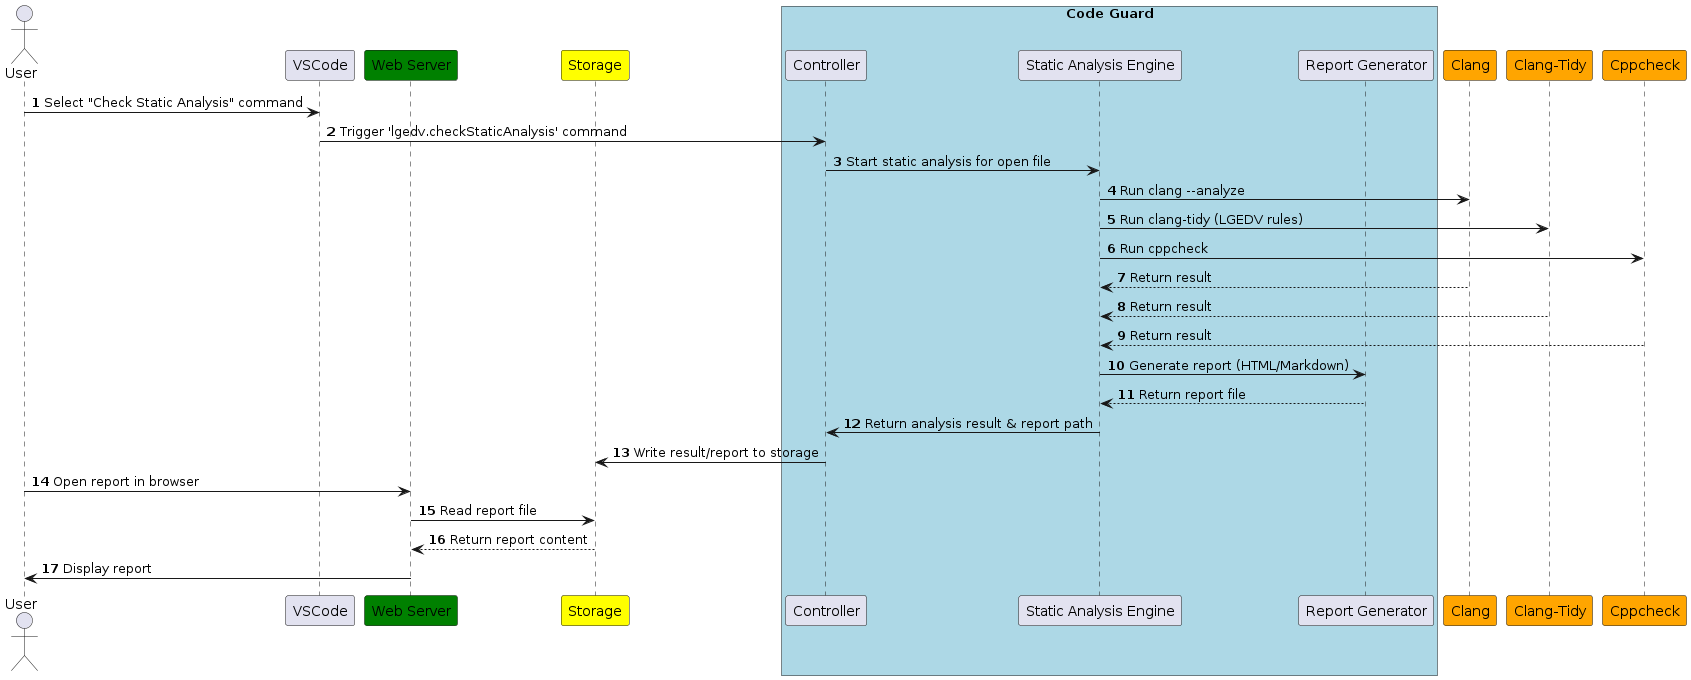 Code Guard
User
VSCode
Web Server
Storage
Controller
Static Analysis Engine
Report Generator
Clang
Clang-Tidy
Cppcheck
1 Select "Check Static Analysis" command
2 Trigger 'lgedv.checkStaticAnalysis' command
3 Start static analysis for open file
4 Run clang --analyze
5 Run clang-tidy (LGEDV rules)
6 Run cppcheck
7 Return result
8 Return result
9 Return result
10 Generate report (HTML/Markdown)
11 Return report file
12 Return analysis result & report path
13 Write result/report to storage
14 Open report in browser
15 Read report file
16 Return report content
17 Display report
User
VSCode
Web Server
Storage
Controller
Static Analysis Engine
Report Generator
Clang
Clang-Tidy
Cppcheck